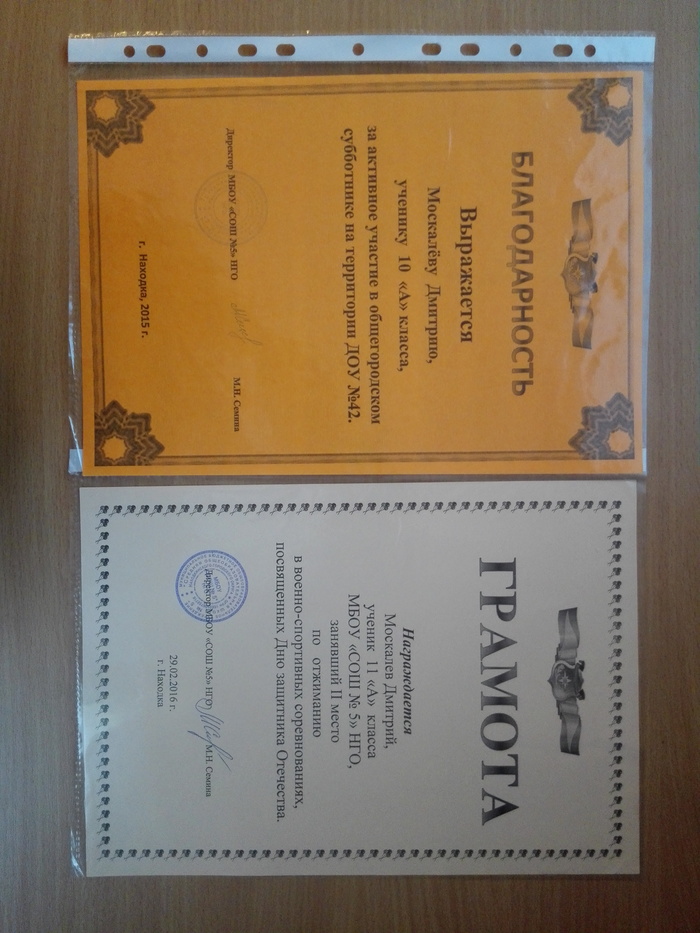 БЛАГОДАРНОСТЬ
Выражается
Москалёву Дмитрию,
ученику 10 «А» класса,
за активное участие в общегородском
субботнике на территории ДОУ №42.
Директор МБОУ «СОШ №5» НГО М.Н. Семина
г. Находка, 2015 г.
ГРАМОТА
Награждается
Москалев Дмитрий,
ученик 11 «А» класса
МБОУ «СОШ № 5» НГО,
занявший II место
по отжиманию
в военно-спортивных соревнованиях,
посвященных Дню защитника Отечества.
Директор МБОУ «СОШ №5» НГО М.Н. Семина
29.02.2016 г.
г. Находка